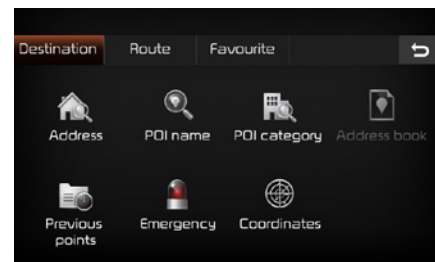 Destination Route Favourite
Address POI name POI category Address book
Previous points Emergency Coordinates